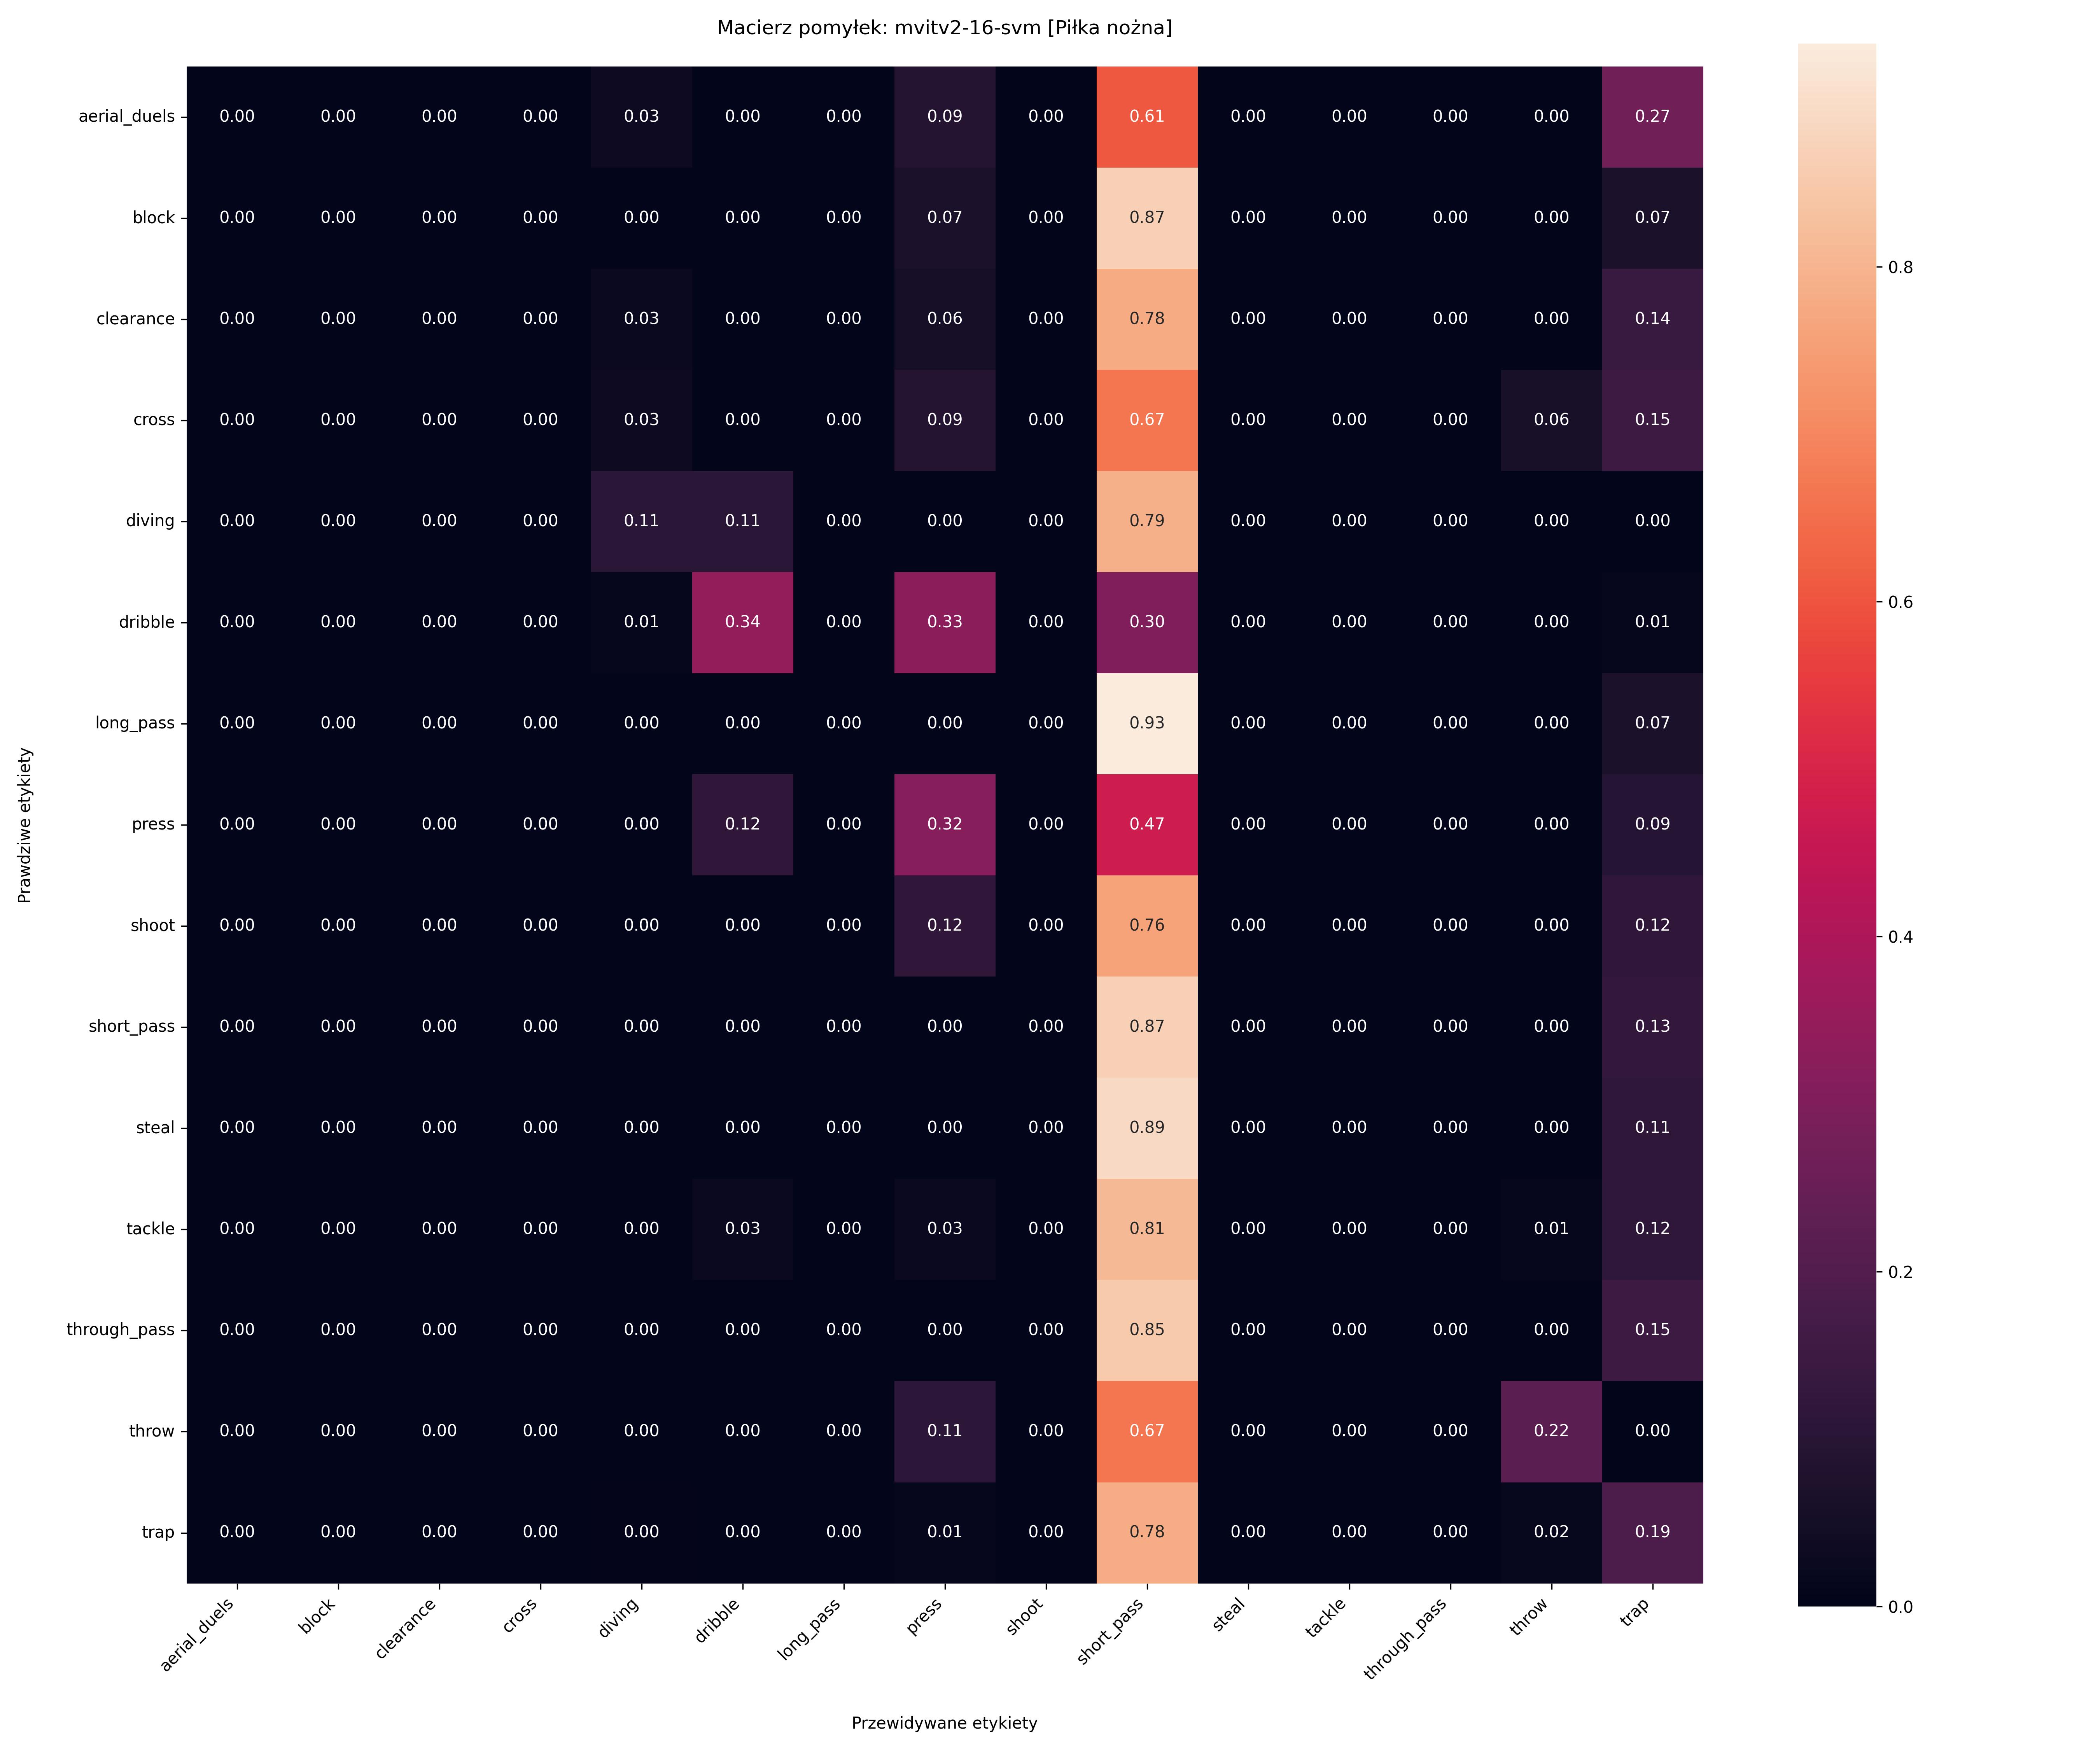 Macierz pomyłek: mvitv2-16-svm [Piłka nożna]
aerial_duels 0.00 0.00 0.00 0.00 0.03 0.00 0.00 0.09 0.00 0.61 0.00 0.00 0.00 0.00 0.27
block 0.00 0.00 0.00 0.00 0.00 0.00 0.00 0.07 0.00 0.87 0.00 0.00 0.00 0.00 0.07
0.8
clearance 0.00 0.00 0.00 0.00 0.03 0.00 0.00 0.06 0.00 0.78 0.00 0.00 0.00 0.00 0.14
cross 0.00 0.00 0.00 0.00 0.03 0.00 0.00 0.09 0.00 0.67 0.00 0.00 0.00 0.06 0.15
diving 0.00 0.00 0.00 0.00 0.11 0.11 0.00 0.00 0.00 0.79 0.00 0.00 0.00 0.00 0.00
0.6
dribble 0.00 0.00 0.00 0.00 0.01 0.34 0.00 0.33 0.00 0.30 0.00 0.00 0.00 0.00 0.01
long_pass 0.00 0.00 0.00 0.00 0.00 0.00 0.00 0.00 0.00 0.93 0.00 0.00 0.00 0.00 0.07
Prawdziwe etykiety
press 0.00 0.00 0.00 0.00 0.00 0.12 0.00 0.32 0.00 0.47 0.00 0.00 0.00 0.00 0.09
shoot 0.00 0.00 0.00 0.00 0.00 0.00 0.00 0.12 0.00 0.76 0.00 0.00 0.00 0.00 0.12
0.4
short_pass 0.00 0.00 0.00 0.00 0.00 0.00 0.00 0.00 0.00 0.87 0.00 0.00 0.00 0.00 0.13
steal 0.00 0.00 0.00 0.00 0.00 0.00 0.00 0.00 0.00 0.89 0.00 0.00 0.00 0.00 0.11
tackle 0.00 0.00 0.00 0.00 0.00 0.03 0.00 0.03 0.00 0.81 0.00 0.00 0.00 0.01 0.12
0.2
through_pass 0.00 0.00 0.00 0.00 0.00 0.00 0.00 0.00 0.00 0.85 0.00 0.00 0.00 0.00 0.15
throw 0.00 0.00 0.00 0.00 0.00 0.00 0.00 0.11 0.00 0.67 0.00 0.00 0.00 0.22 0.00
trap 0.00 0.00 0.00 0.00 0.00 0.00 0.00 0.01 0.00 0.78 0.00 0.00 0.00 0.02 0.19
0.0
aerial_duels block clearance cross diving dribble long_pass press shoot short_pass steal tackle through_pass throw trap
Przewidywane etykiety